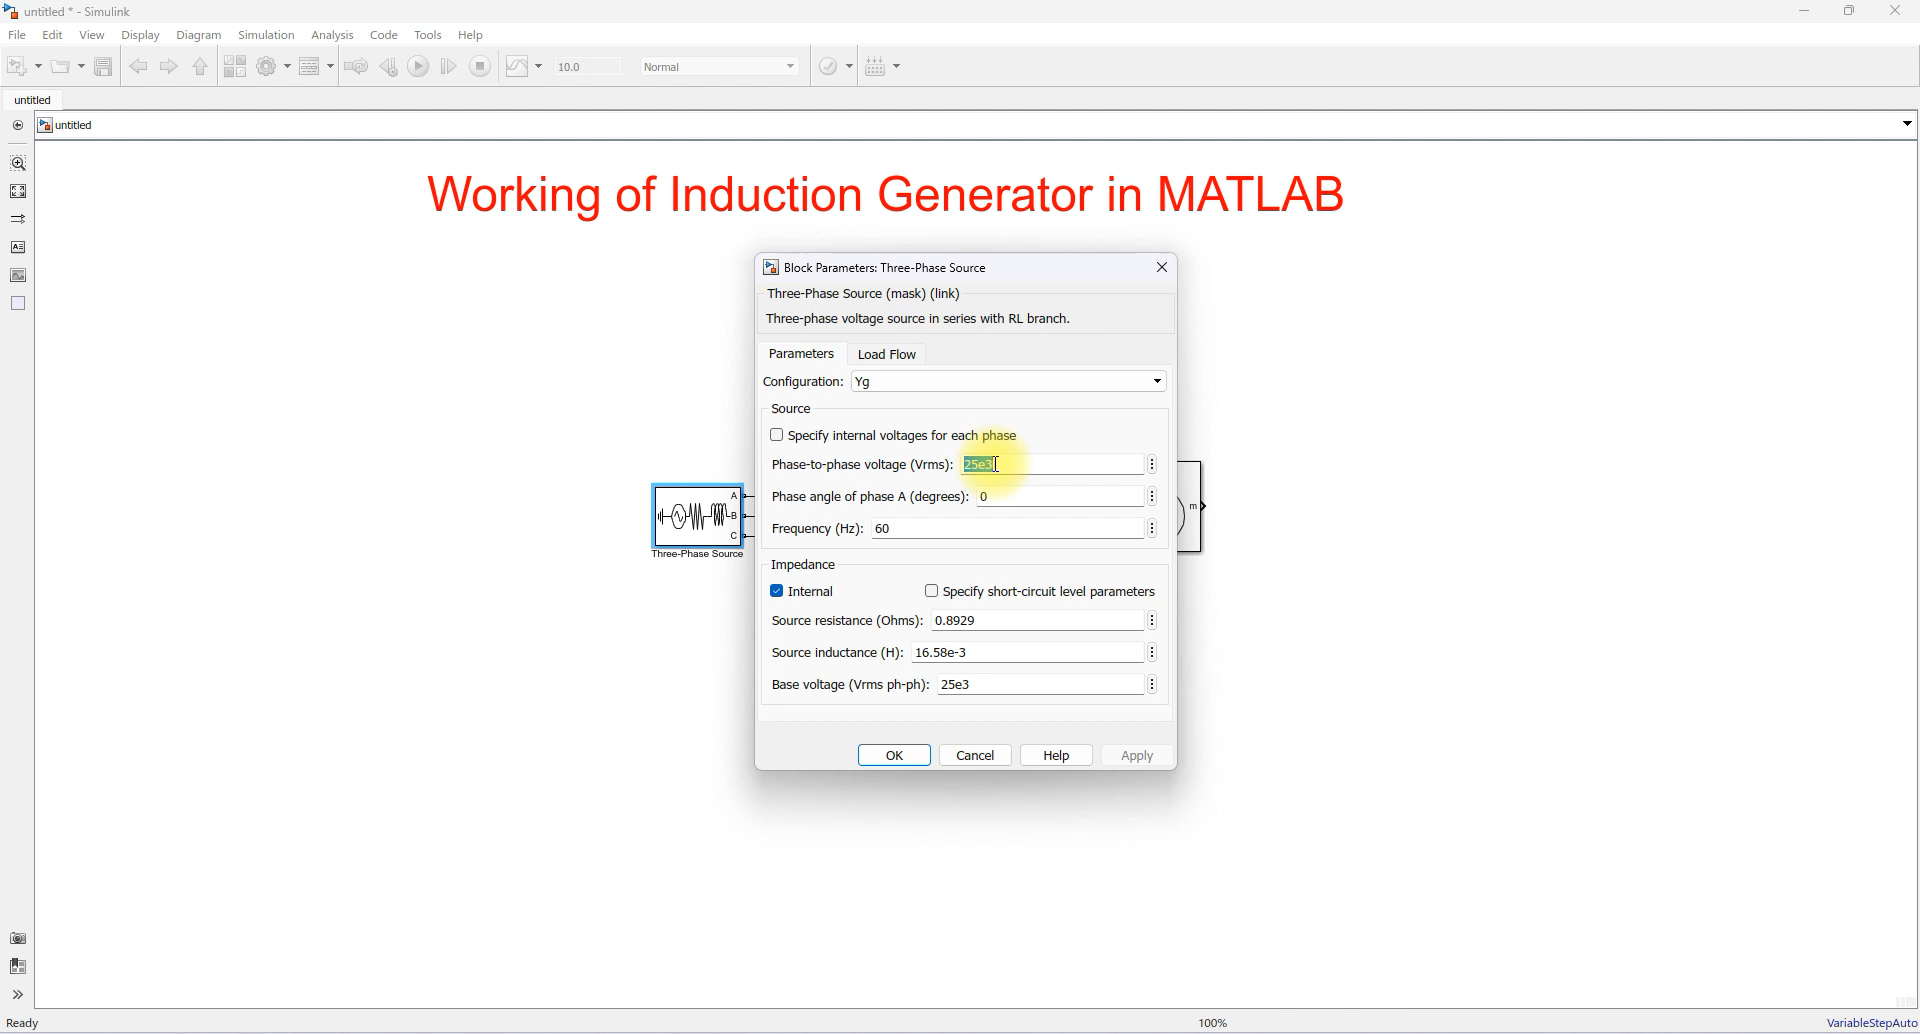 untitled * - Simulink
File Edit View Display Diagram Simulation Analysis Code Tools Help
10.0 Normal
untitled
untitled
Working of Induction Generator in MATLAB
Block Parameters: Three-Phase Source
Three-Phase Source (mask) (link)
Three-phase voltage source in series with RL branch.
Parameters Load Flow
Configuration: Yg
Source
Specify internal voltages for each phase
Phase-to-phase voltage (Vrms): 25e3
Phase angle of phase A (degrees): 0
Frequency (Hz): 60
Impedance
Internal Specify short-circuit level parameters
Source resistance (Ohms): 0.8929
Source inductance (H): 16.58e-3
Base voltage (Vrms ph-ph): 25e3
OK Cancel Help Apply
A
B
C
Three-Phase Source
m
Ready 100% VariableStepAuto